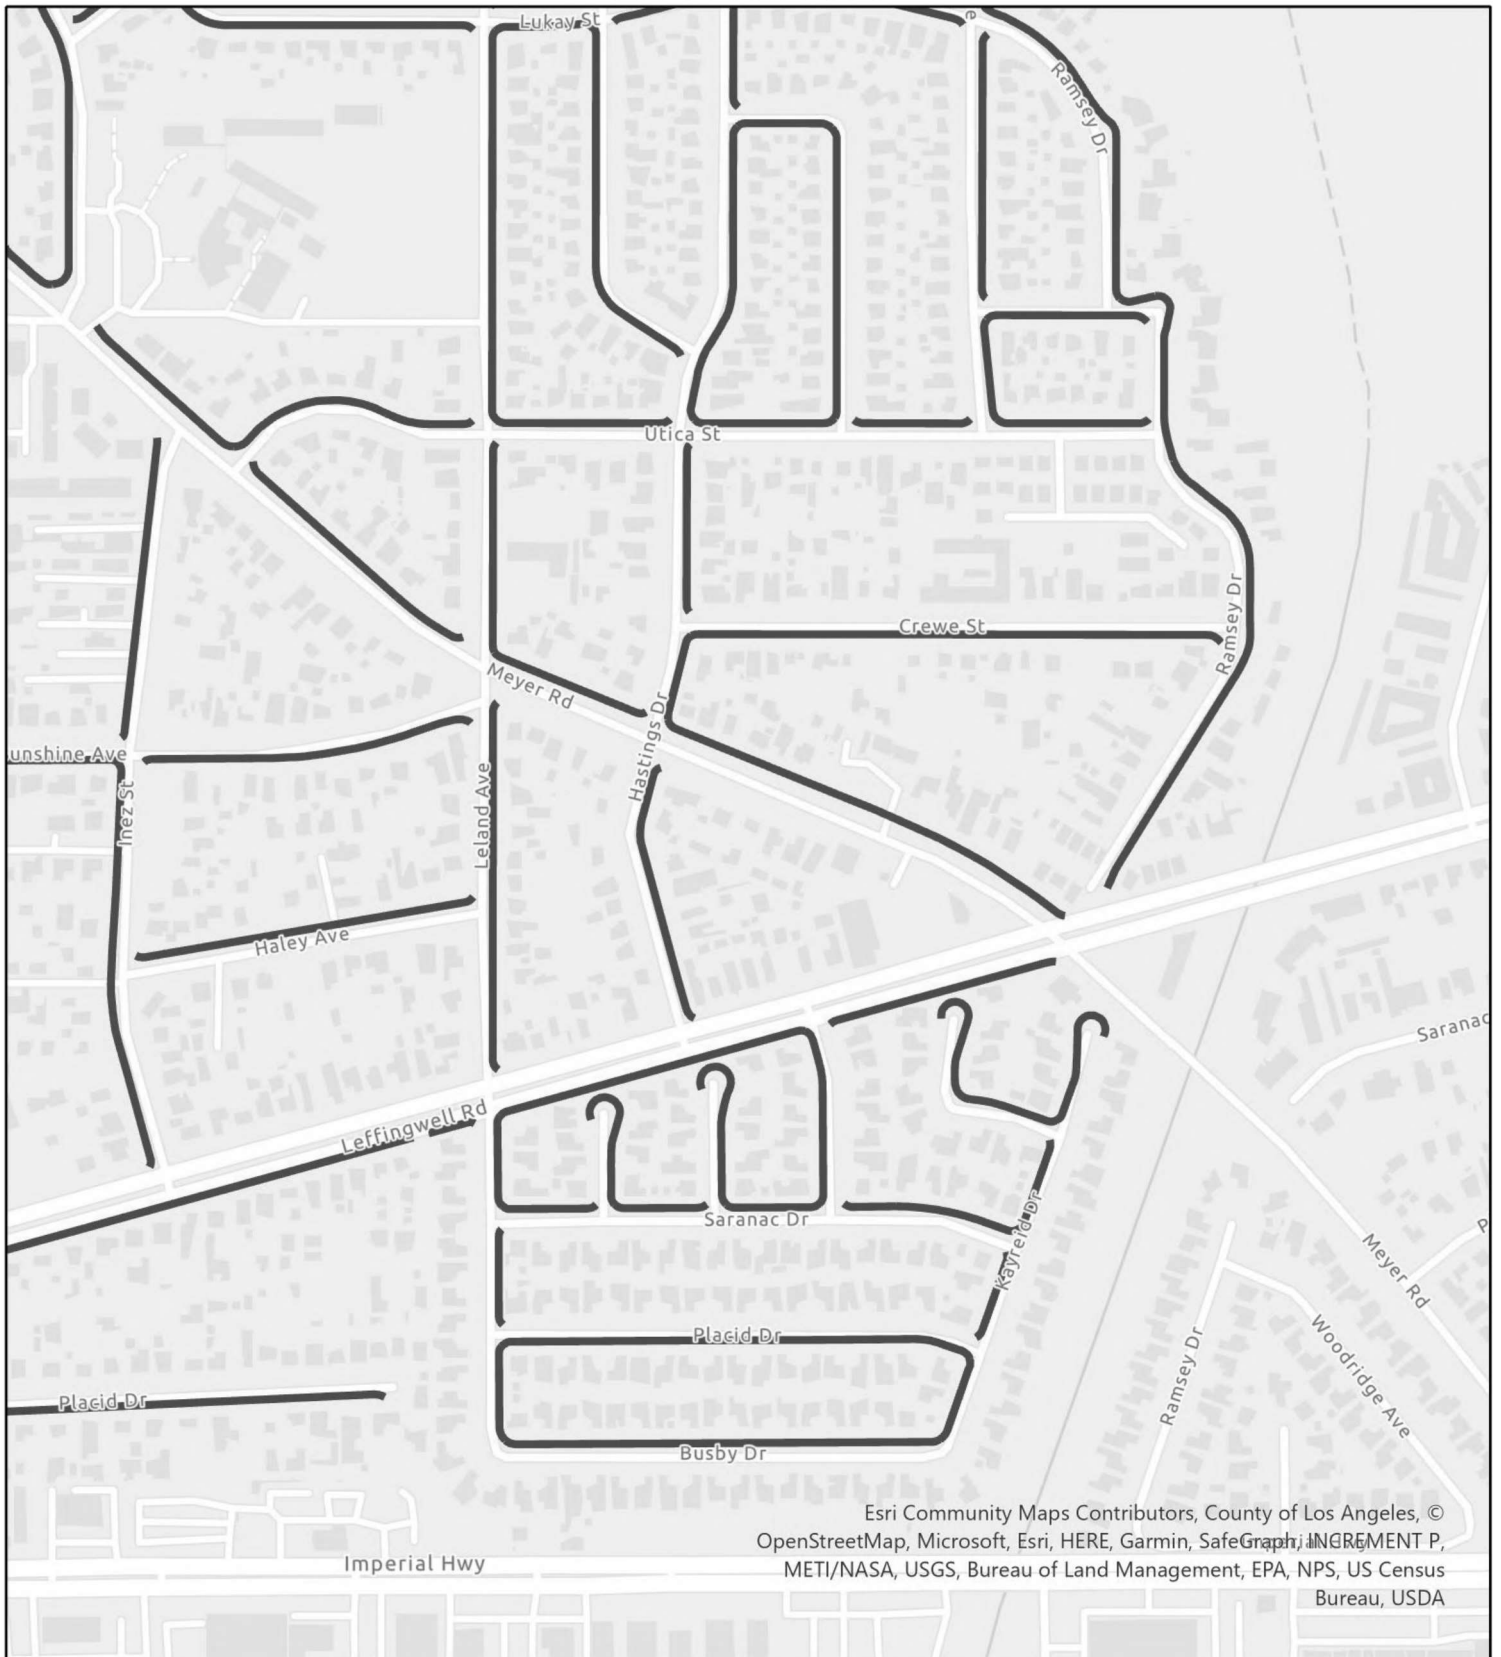 Lukay St
e
Ramsey Dr
Utica St
Crewe St
Ramsey Dr
Meyer Rd
Hastings Dr
unshine Ave
Inez St
Leland Ave
Haley Ave
Saranac
Leffingwell Rd
Saranac Dr
Kayreid Dr
P
Meyer Rd
Placid Dr
Ramsey Dr
Woodridge Ave
Placid Dr
Busby Dr
Esri Community Maps Contributors, County of Los Angeles, ©
OpenStreetMap, Microsoft, Esri, HERE, Garmin, SafeGraph, INCREMENT P,
METI/NASA, USGS, Bureau of Land Management, EPA, NPS, US Census
Bureau, USDA
Imperial Hwy